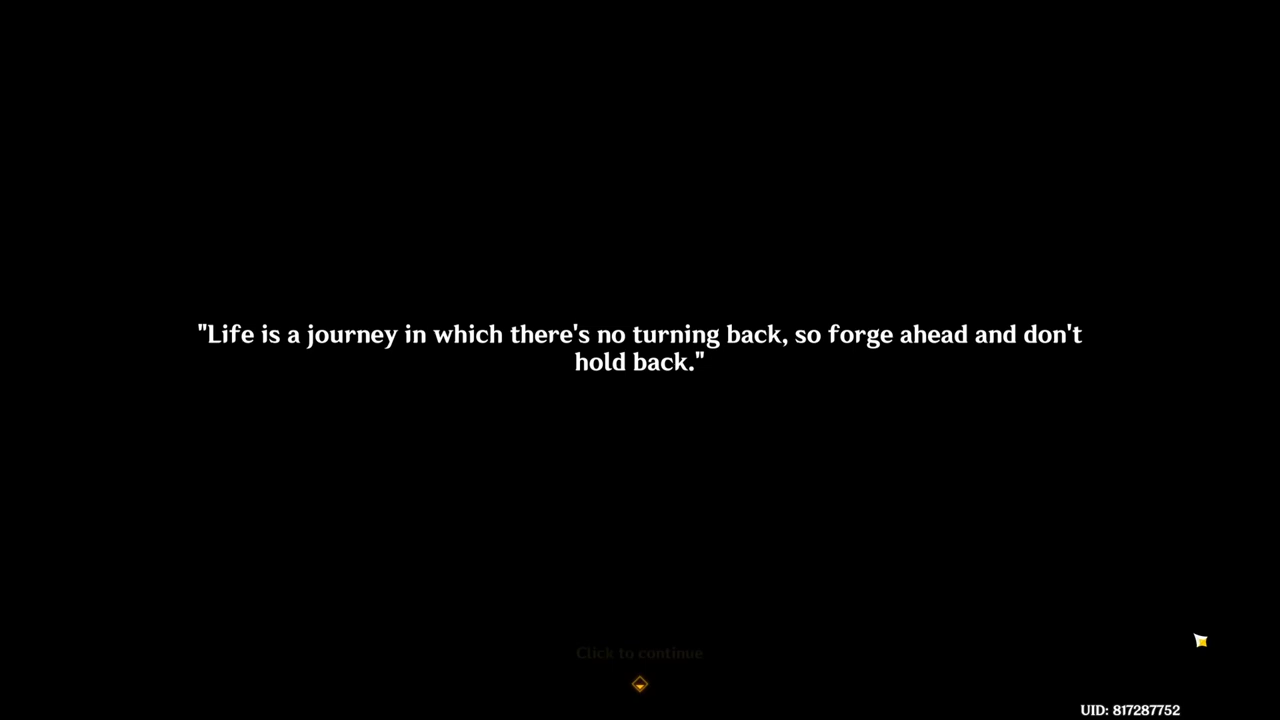 "Life is a journey in which there's no turning back, so forge ahead and don't
hold back."
Click to continue
UID: 817287752